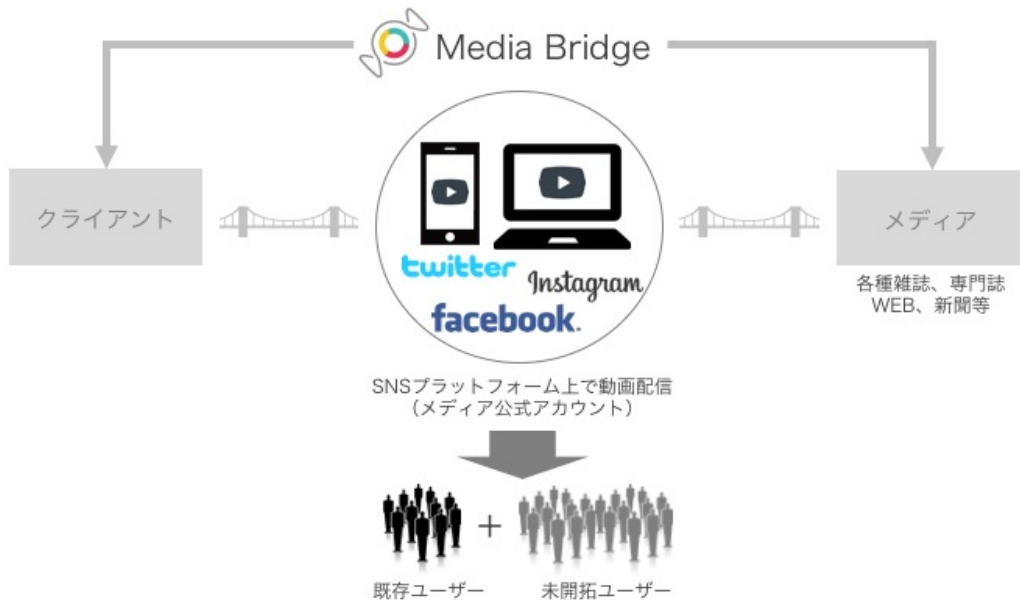 Media Bridge
クライアント
メディア
twitter
Instagram
facebook.
各種雑誌、専門誌
WEB、新聞等
SNSプラットフォーム上で動画配信
（メディア公式アカウント）
+
既存ユーザー
未開拓ユーザー